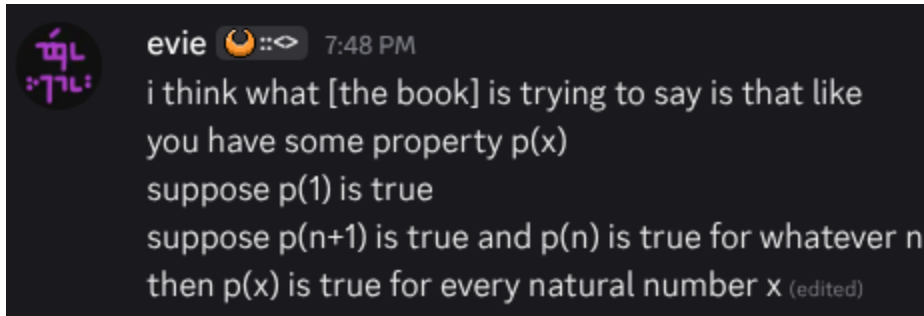 evie ::<> 7:48 PM
i think what [the book] is trying to say is that like
you have some property p(x)
suppose p(1) is true
suppose p(n+1) is true and p(n) is true for whatever n
then p(x) is true for every natural number x (edited)